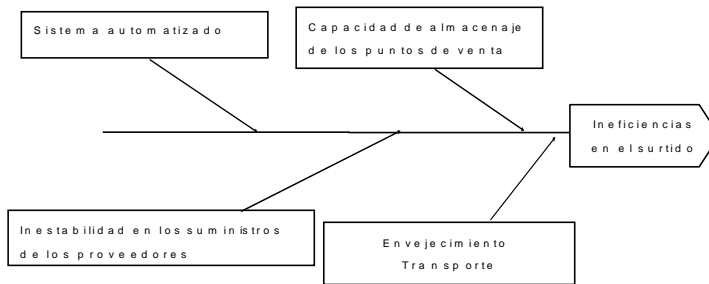 Sistema automatizado
Capacidad de almacenaje
de los puntos de venta
Ineficiencias
en el surtido
Inestabilidad en los suministros
de los proveedores
Envejecimiento
Transporte